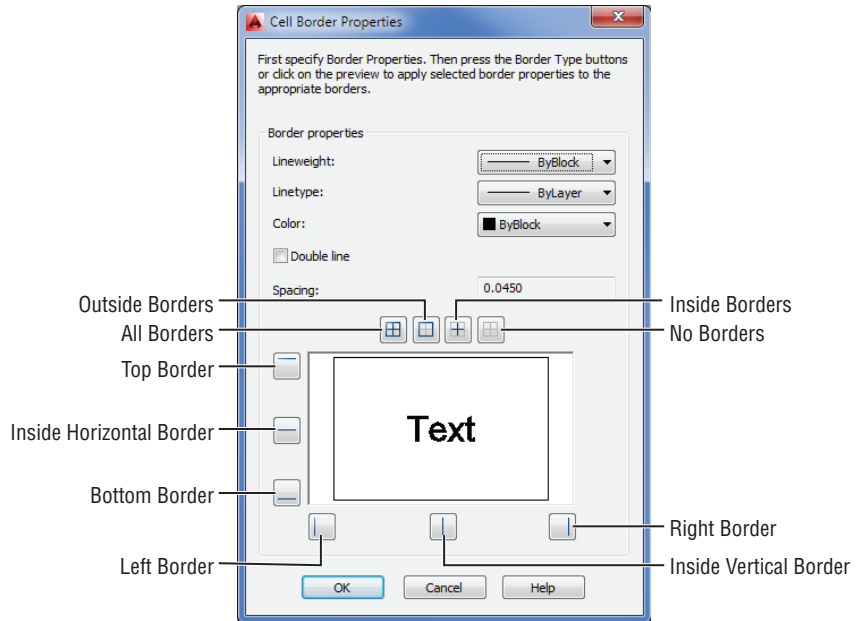 Cell Border Properties
First specify Border Properties. Then press the Border Type buttons
or click on the preview to apply selected border properties to the
appropriate borders.
Border properties
Lineweight:
ByBlock
Linetype:
ByLayer
Color:
ByBlock
Double line
Spacing:
0.0450
Outside Borders
Inside Borders
All Borders
No Borders
Top Border
Inside Horizontal Border
Text
Bottom Border
Right Border
Left Border
Inside Vertical Border
OK
Cancel
Help